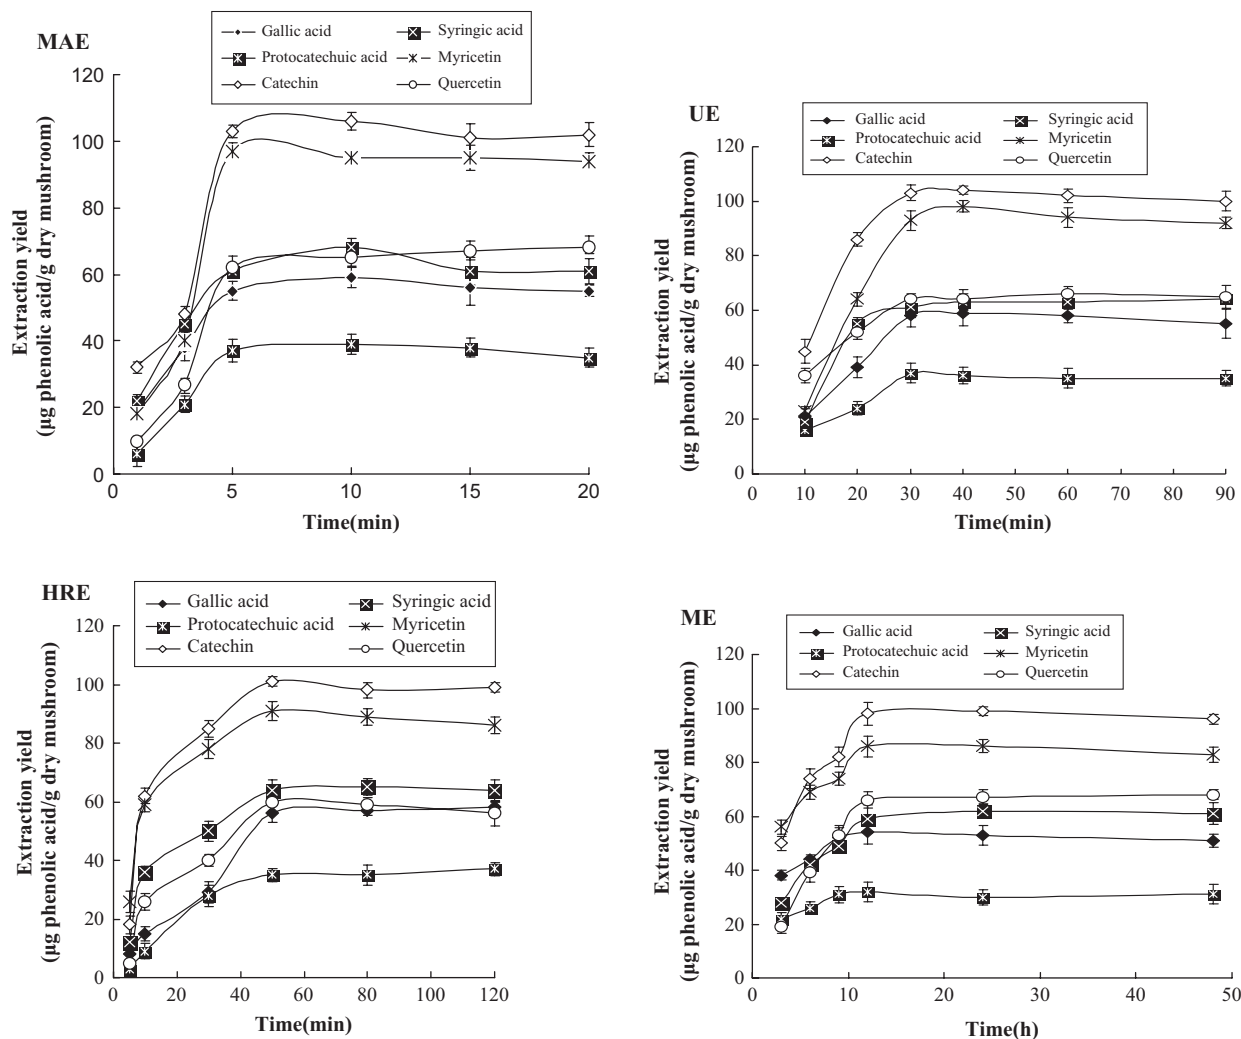 MAE
Gallic acid
Syringic acid
Protocatechuic acid
Myricetin
Catechin
Quercetin
120
100
80
60
40
20
0
0 5 10 15 20
Extraction yield
(µg phenolic acid/g dry mushroom)
Time(min)
UE
Gallic acid
Syringic acid
Protocatechuic acid
Myricetin
Catechin
Quercetin
120
100
80
60
40
20
0
0 10 20 30 40 50 60 70 80 90
Extraction yield
(µg phenolic acid/g dry mushroom)
Time(min)
HRE
Gallic acid
Syringic acid
Protocatechuic acid
Myricetin
Catechin
Quercetin
120
100
80
60
40
20
0
0 20 40 60 80 100 120
Extraction yield
(µg phenolic acid/g dry mushroom)
Time(min)
ME
Gallic acid
Syringic acid
Protocatechuic acid
Myricetin
Catechin
Quercetin
120
100
80
60
40
20
0
0 10 20 30 40 50
Extraction yield
(µg phenolic acid/g dry mushroom)
Time(h)